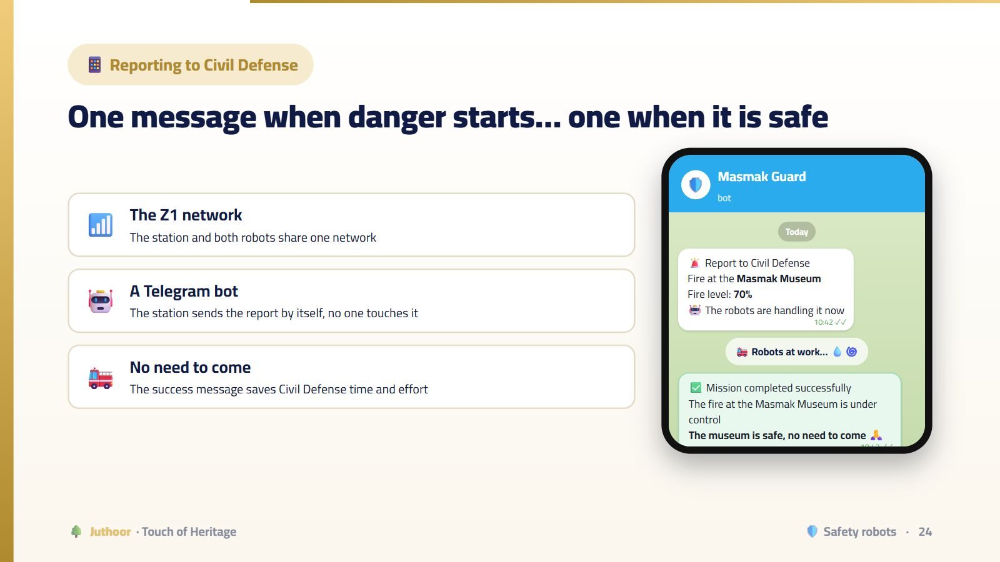 Reporting to Civil Defense
One message when danger starts... one when it is safe
The Z1 network
The station and both robots share one network
A Telegram bot
The station sends the report by itself, no one touches it
No need to come
The success message saves Civil Defense time and effort
Masmak Guard
bot
Today
Report to Civil Defense
Fire at the Masmak Museum
Fire level: 70%
The robots are handling it now
10:42 ✓✓
Robots at work...
Mission completed successfully
The fire at the Masmak Museum is under
control
The museum is safe, no need to come
Juthoor · Touch of Heritage
Safety robots · 24